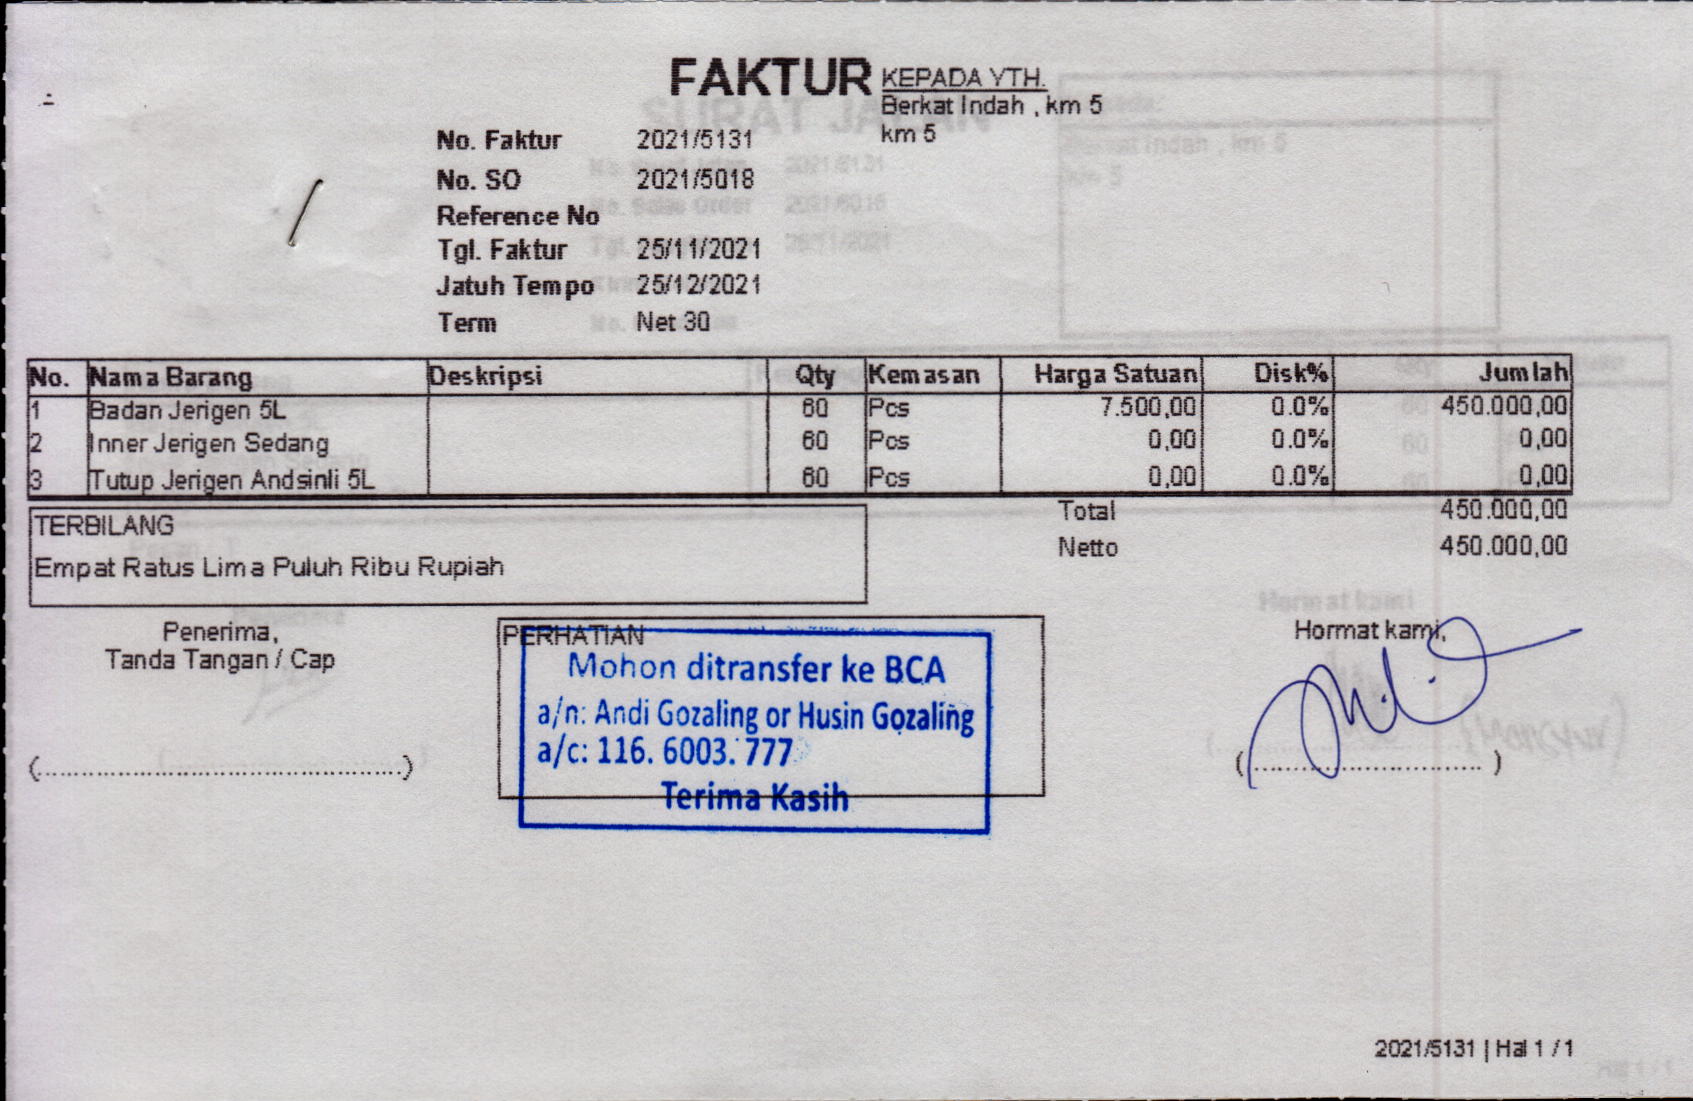 FAKTUR
KEPADA YTH.
Berkat Indah , km 5
km 5
No. Faktur 2021/5131
No. SO 2021/5018
Reference No
Tgl. Faktur 25/11/2021
Jatuh Tempo 25/12/2021
Term Net 30
No. Nama Barang Deskripsi Qty Kemasan Harga Satuan Disk% Jumlah
1 Badan Jerigen 5L 60 Pcs 7.500,00 0.0% 450.000,00
2 Inner Jerigen Sedang 60 Pcs 0,00 0.0% 0,00
3 Tutup Jerigen Andsinli 5L 60 Pcs 0,00 0.0% 0,00
Total 450.000,00
Netto 450.000,00
TERBILANG
Empat Ratus Lima Puluh Ribu Rupiah
Penerima,
Tanda Tangan / Cap
(..............................................)
PERHATIAN
Mohon ditransfer ke BCA
a/n: Andi Gozaling or Husin Gozaling
a/c: 116. 6003. 777
Terima Kasih
Hormat kami,
(............................. )
2021/5131 | Hal 1 / 1